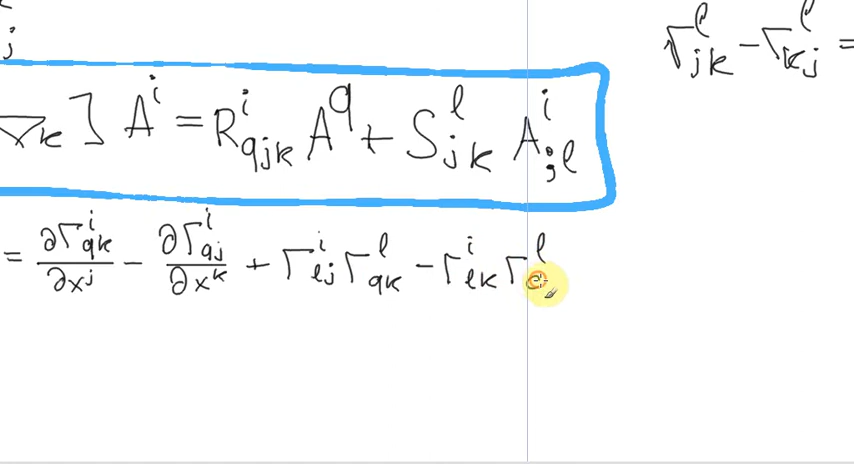 j
Γ^l_{jk} - Γ^l_{kj} =
∇_k ] A^i = R^i_{qjk} A^q + S^l_{jk} A^i_{;l}
= ∂Γ^i_{qk}/∂x^j - ∂Γ^i_{qj}/∂x^k + Γ^i_{lj} Γ^l_{qk} - Γ^i_{lk} Γ^l